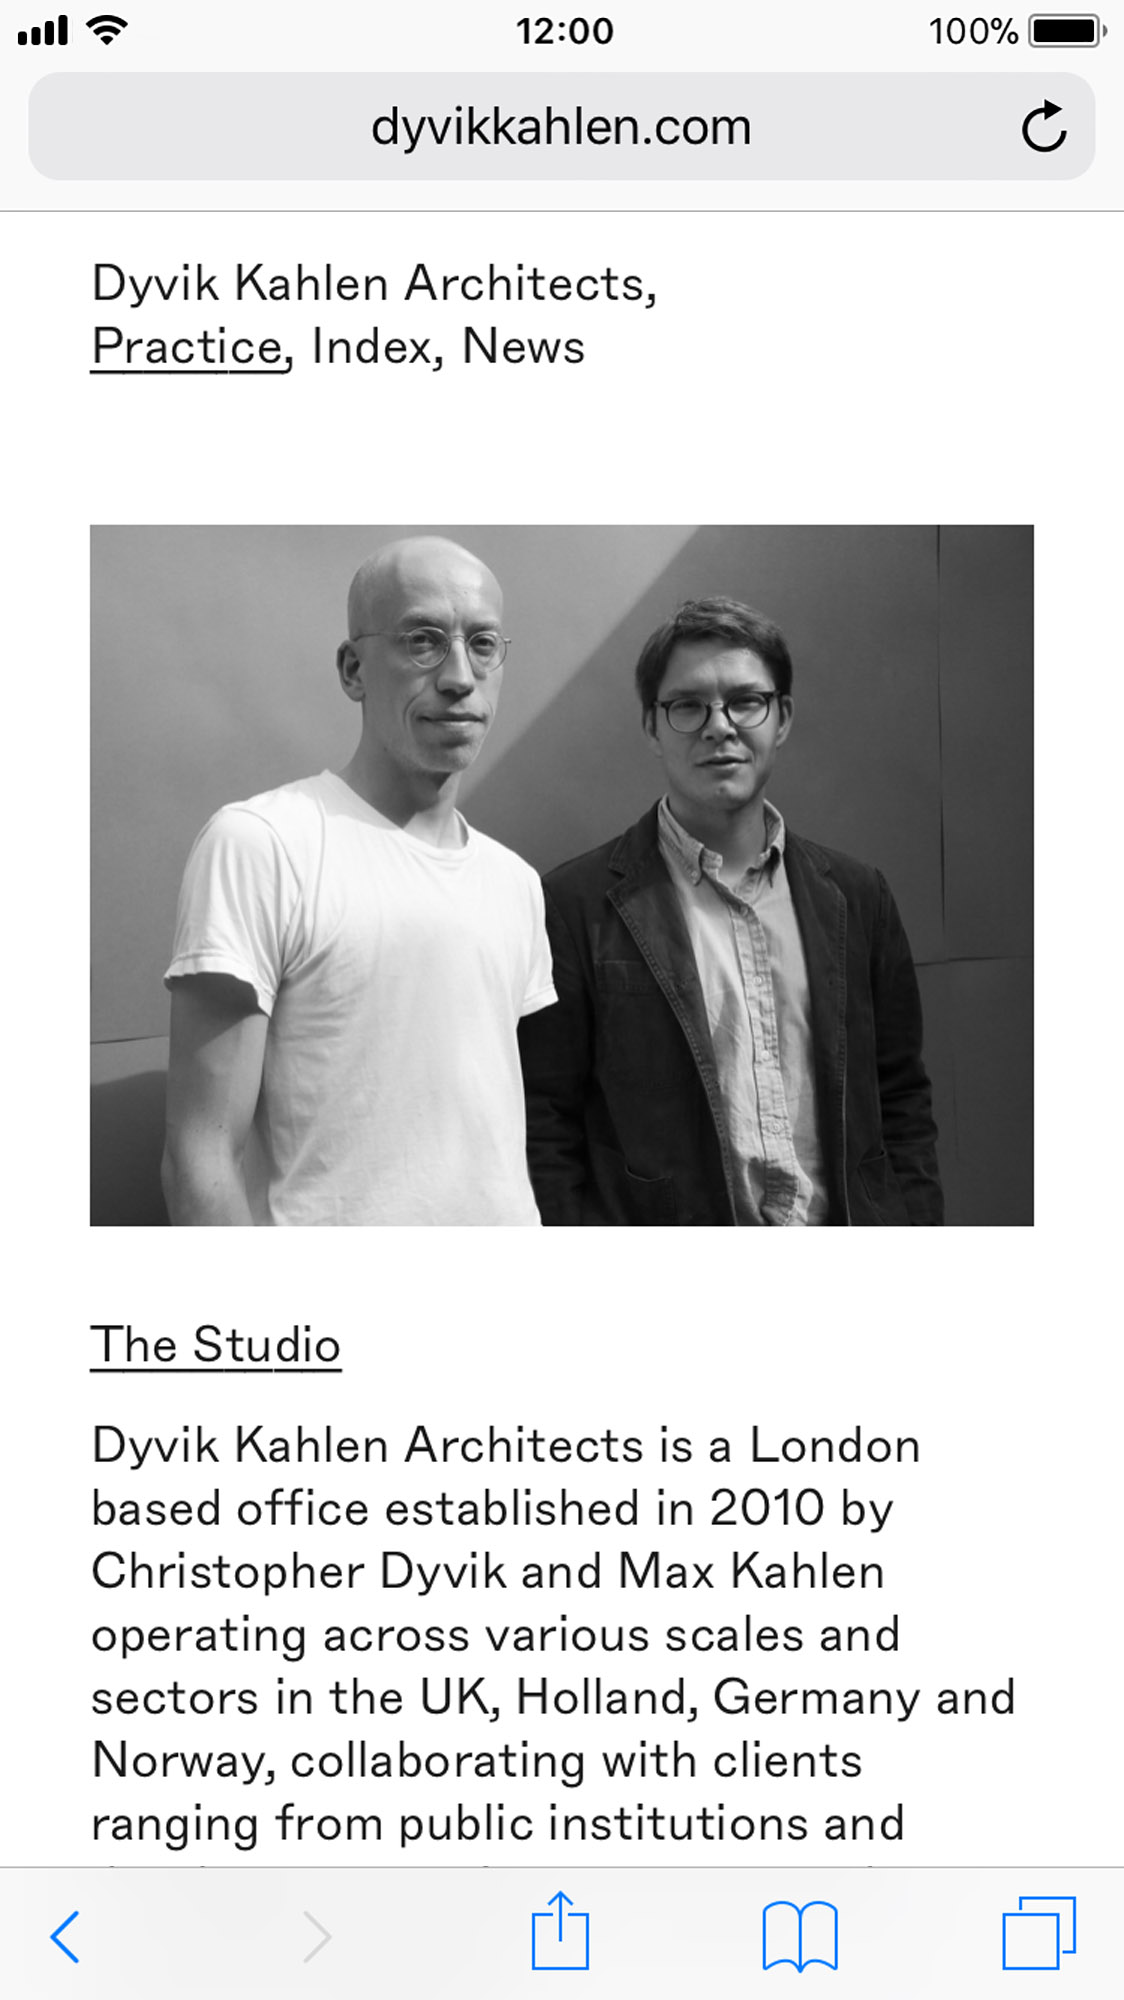 12:00
100%
dyvikkahlen.com
Dyvik Kahlen Architects,
Practice, Index, News
The Studio
Dyvik Kahlen Architects is a London
based office established in 2010 by
Christopher Dyvik and Max Kahlen
operating across various scales and
sectors in the UK, Holland, Germany and
Norway, collaborating with clients
ranging from public institutions and